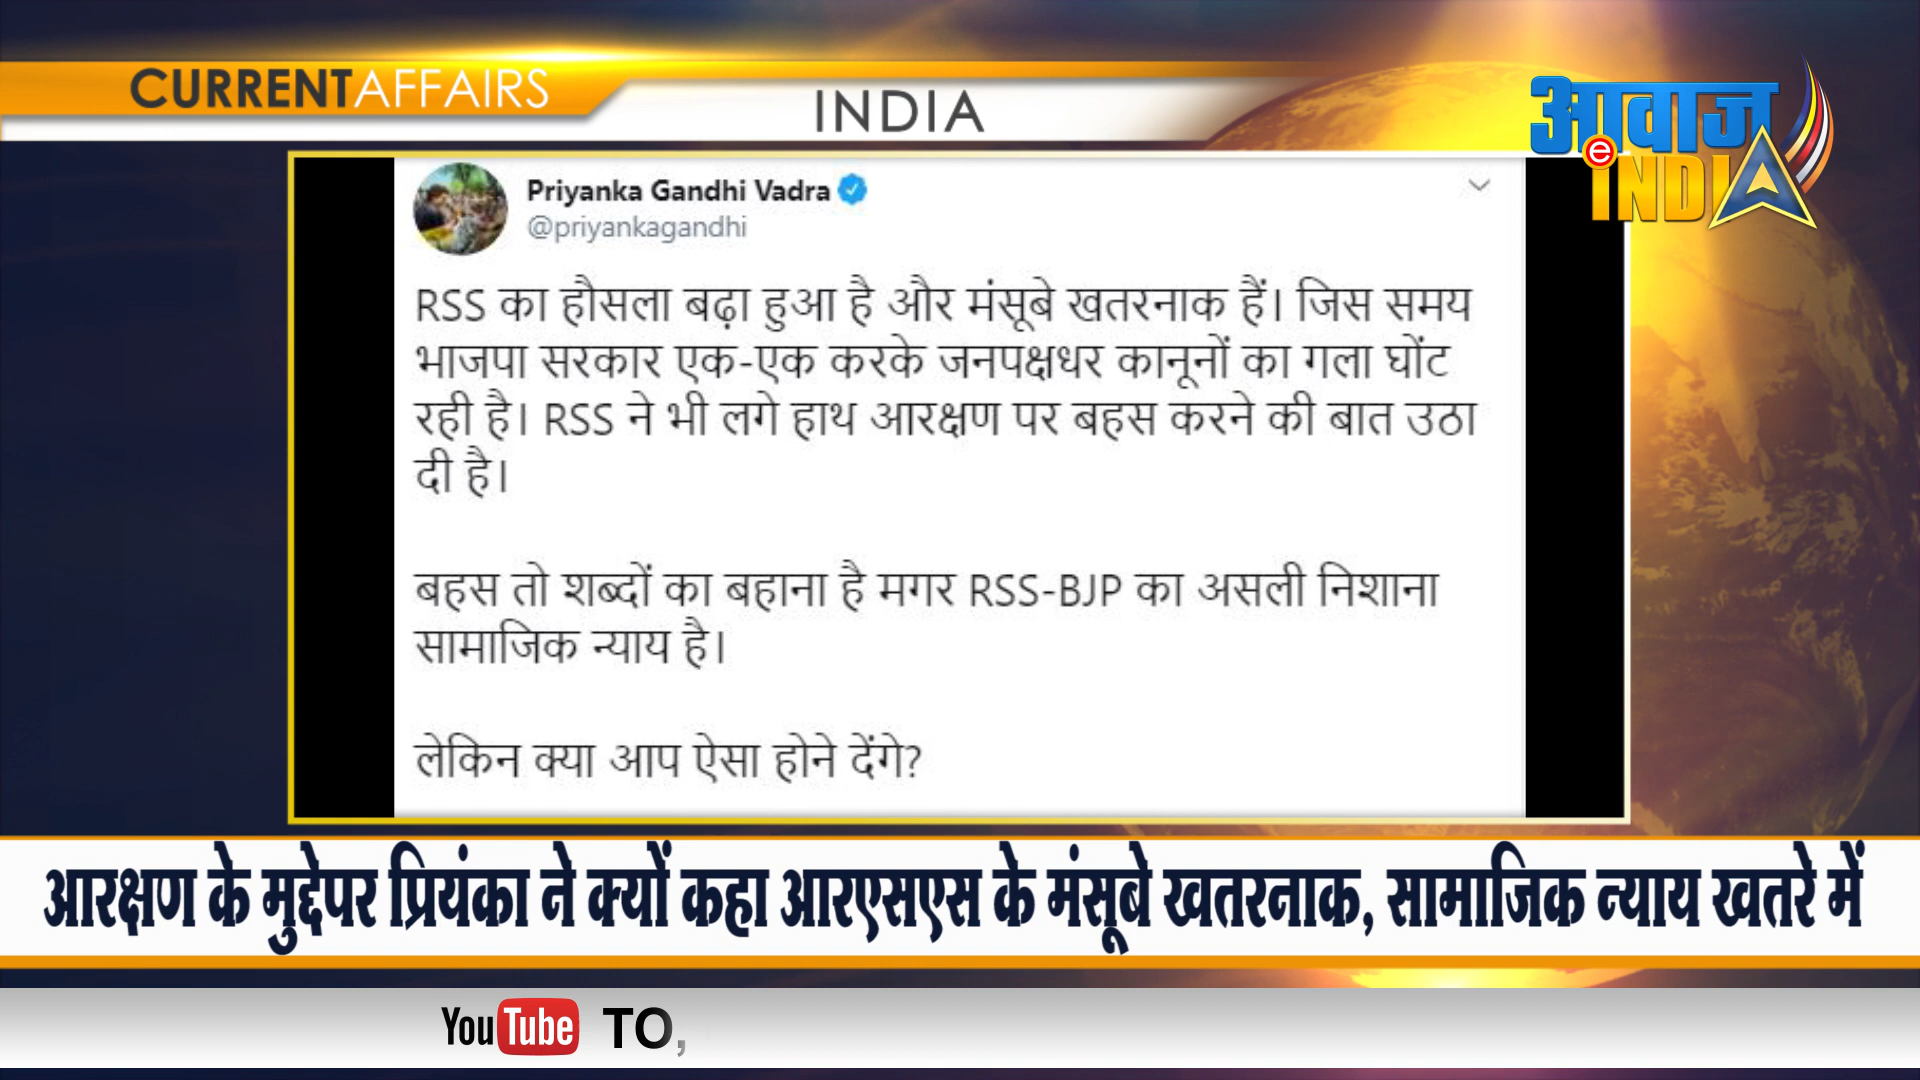 CURRENTAFFAIRS
INDIA
आवाज
e INDIA
Priyanka Gandhi Vadra
@priyankagandhi
RSS का हौसला बढ़ा हुआ है और मंसूबे खतरनाक हैं। जिस समय
भाजपा सरकार एक-एक करके जनपक्षधर कानूनों का गला घोंट
रही है। RSS ने भी लगे हाथ आरक्षण पर बहस करने की बात उठा
दी है।
बहस तो शब्दों का बहाना है मगर RSS-BJP का असली निशाना
सामाजिक न्याय है।
लेकिन क्या आप ऐसा होने देंगे?
आरक्षण के मुद्देपर प्रियंका ने क्यों कहा आरएसएस के मंसूबे खतरनाक, सामाजिक न्याय खतरे में
YouTube TO,